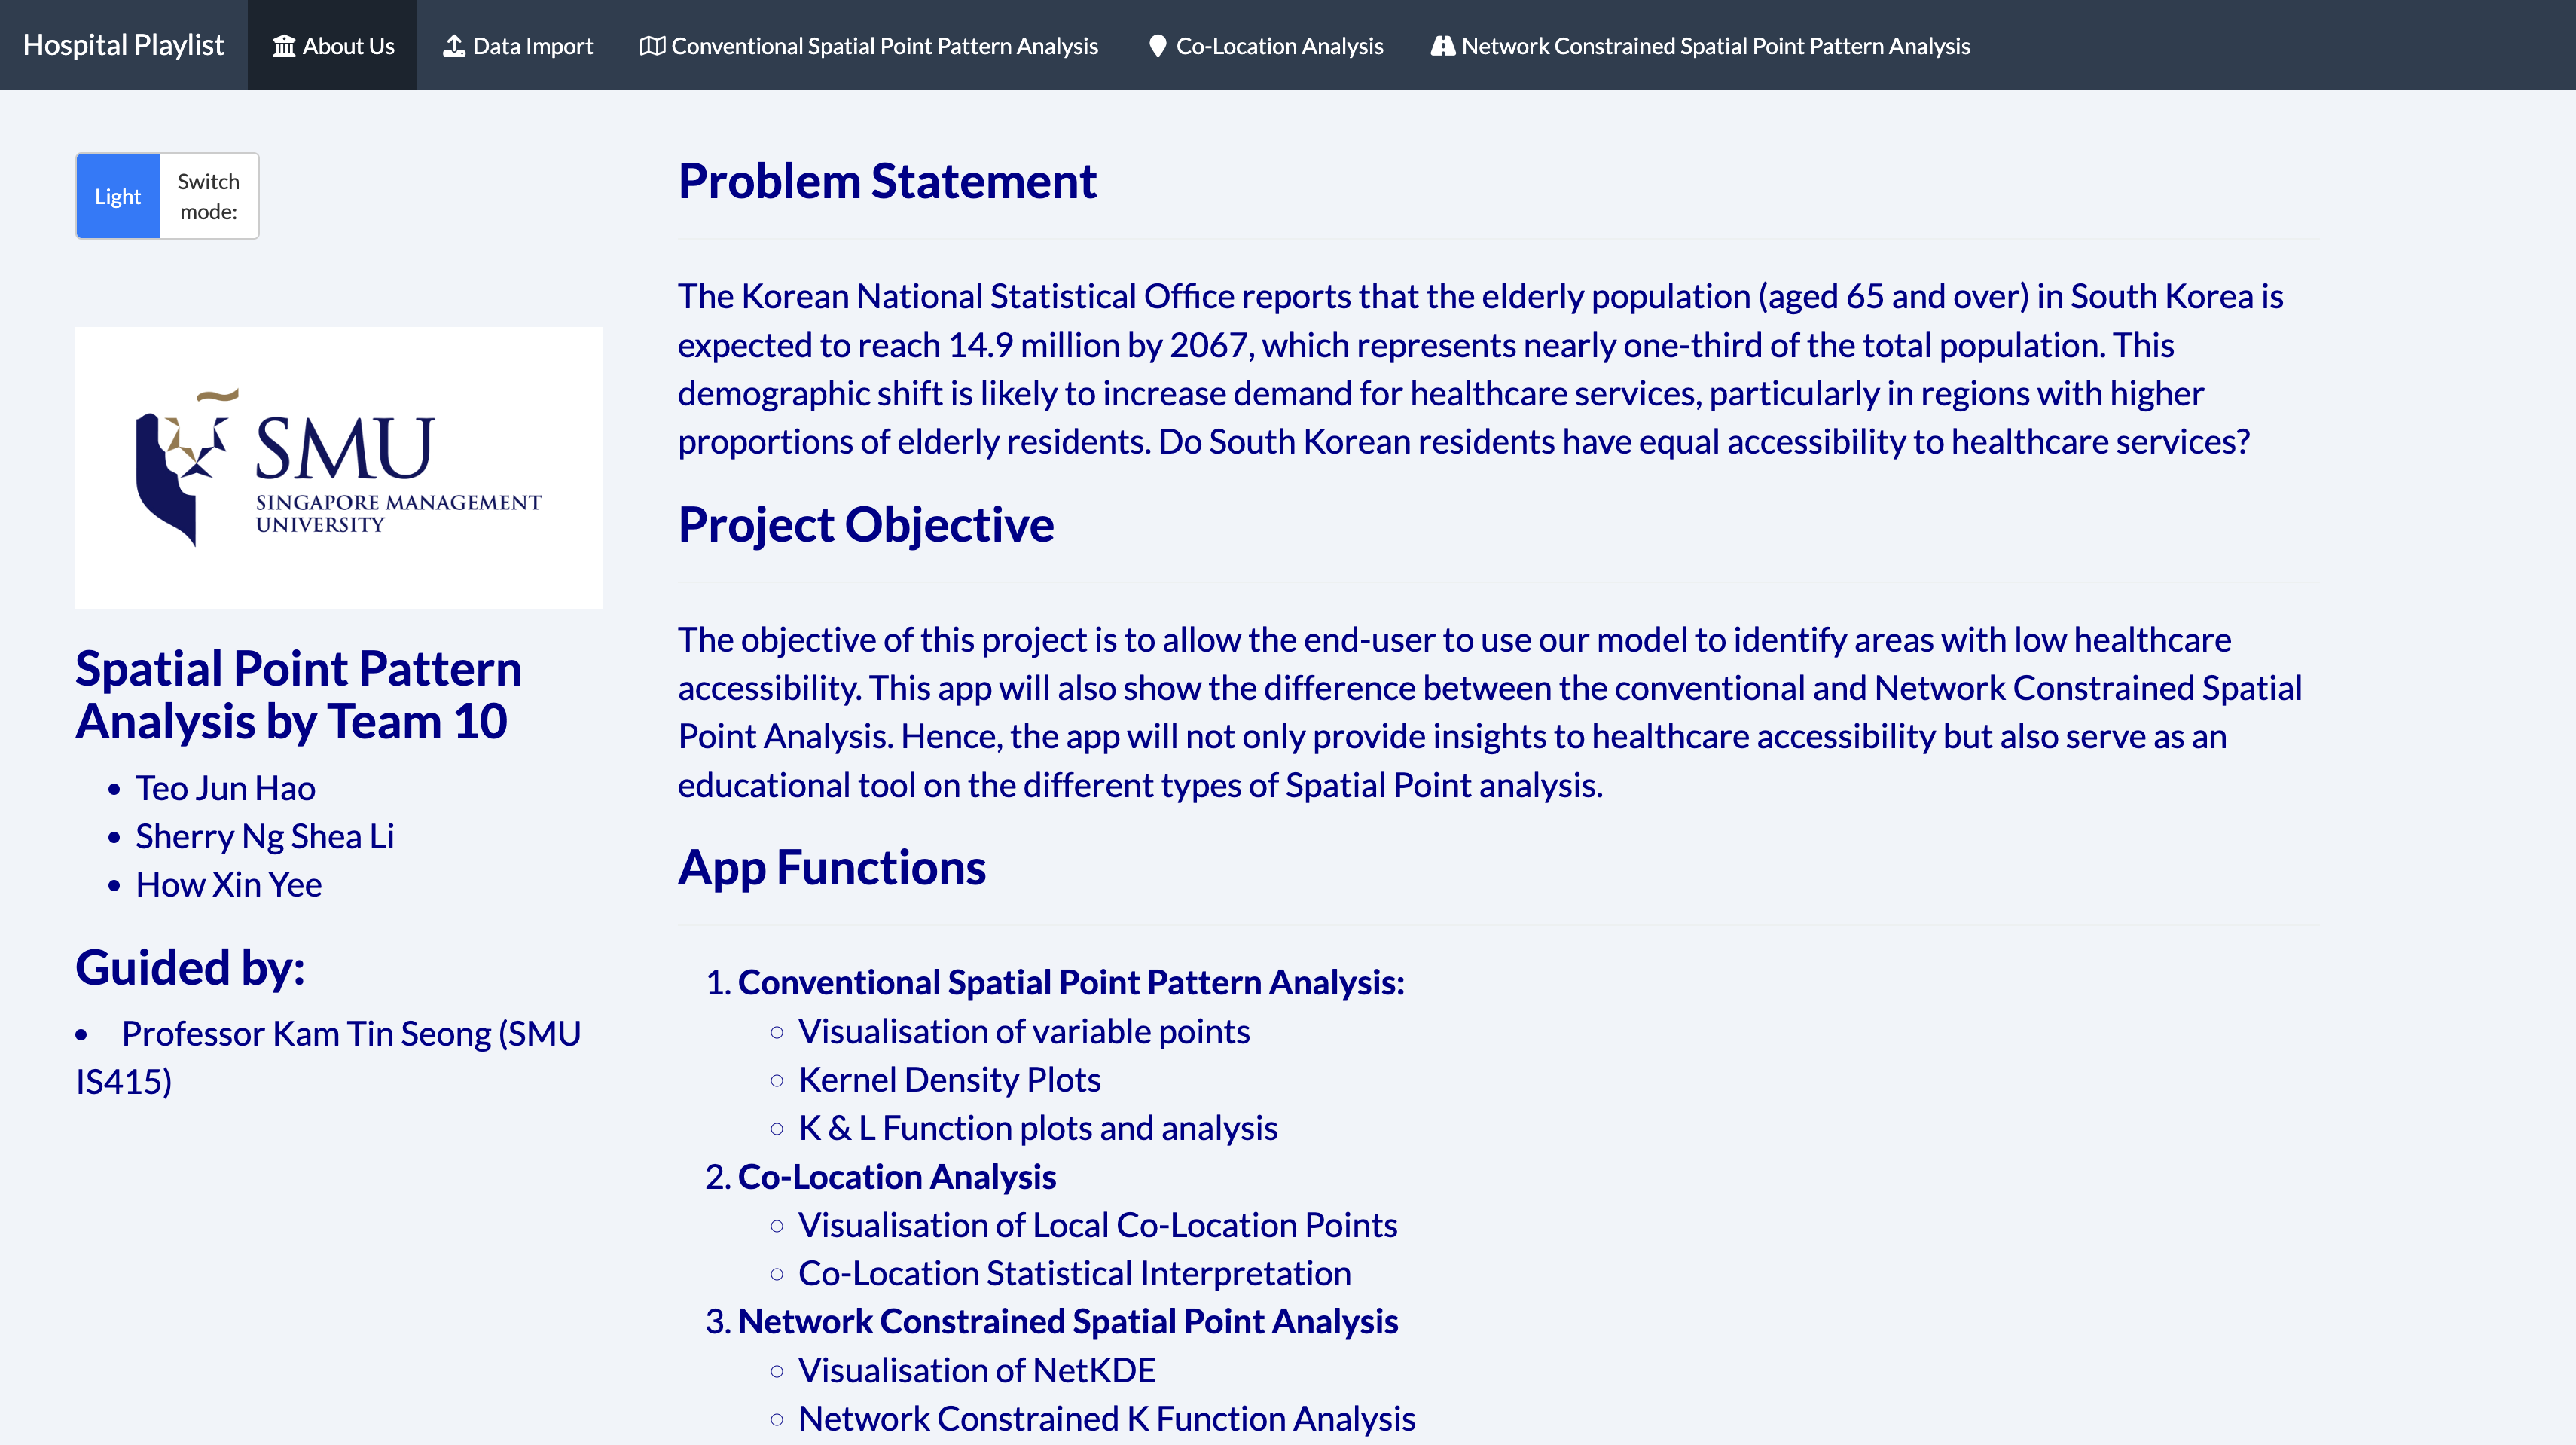 Hospital Playlist
About Us
Data Import
Conventional Spatial Point Pattern Analysis
Co-Location Analysis
Network Constrained Spatial Point Pattern Analysis
Light
Switch
mode:
SMU
SINGAPORE MANAGEMENT
UNIVERSITY
Spatial Point Pattern
Analysis by Team 10
• Teo Jun Hao
• Sherry Ng Shea Li
• How Xin Yee
Guided by:
• Professor Kam Tin Seong (SMU
IS415)
Problem Statement
The Korean National Statistical Office reports that the elderly population (aged 65 and over) in South Korea is
expected to reach 14.9 million by 2067, which represents nearly one-third of the total population. This
demographic shift is likely to increase demand for healthcare services, particularly in regions with higher
proportions of elderly residents. Do South Korean residents have equal accessibility to healthcare services?
Project Objective
The objective of this project is to allow the end-user to use our model to identify areas with low healthcare
accessibility. This app will also show the difference between the conventional and Network Constrained Spatial
Point Analysis. Hence, the app will not only provide insights to healthcare accessibility but also serve as an
educational tool on the different types of Spatial Point analysis.
App Functions
1. Conventional Spatial Point Pattern Analysis:
○ Visualisation of variable points
○ Kernel Density Plots
○ K & L Function plots and analysis
2. Co-Location Analysis
○ Visualisation of Local Co-Location Points
○ Co-Location Statistical Interpretation
3. Network Constrained Spatial Point Analysis
○ Visualisation of NetKDE
○ Network Constrained K Function Analysis